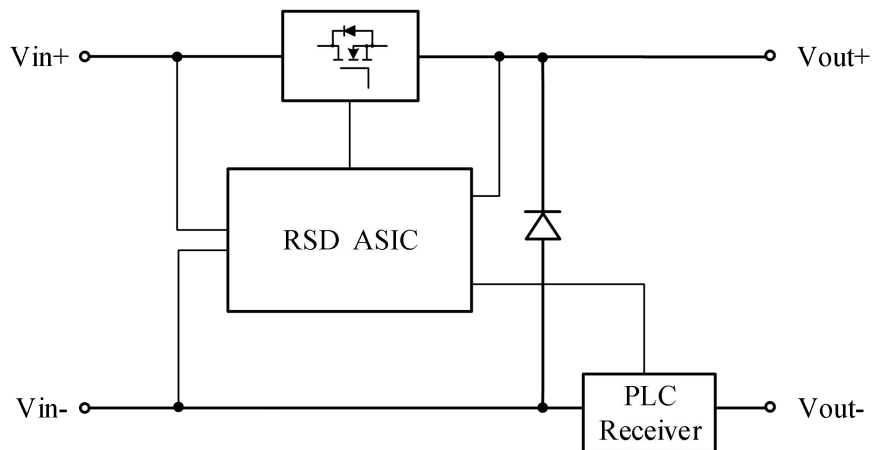 Vin+
Vout+
RSD ASIC
Vin-
PLC
Receiver
Vout-